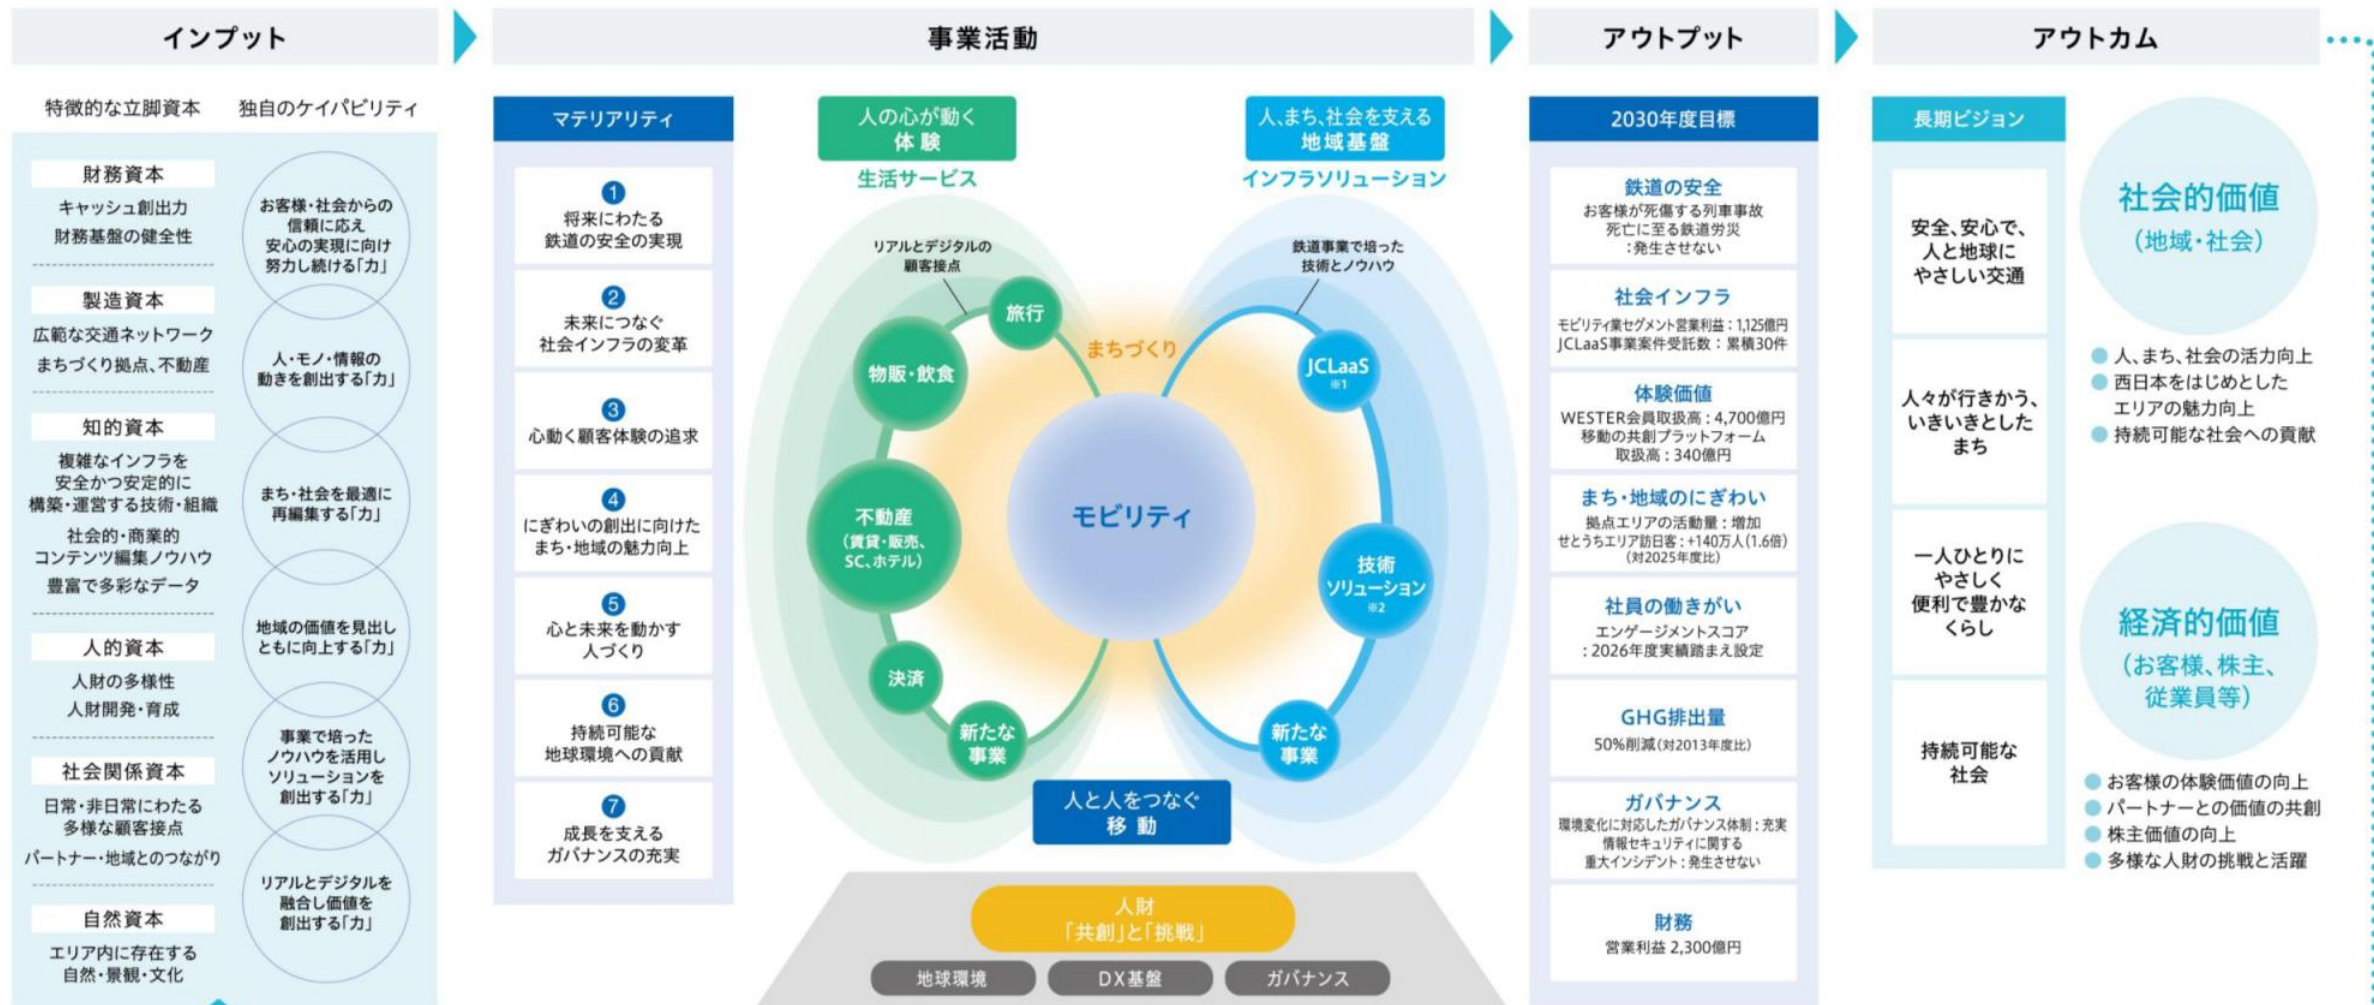 インプット
事業活動
アウトプット
アウトカム
特徴的な立脚資本
独自のケイパビリティ
財務資本
キャッシュ創出力
財務基盤の健全性
製造資本
広範な交通ネットワーク
まちづくり拠点、不動産
知的資本
複雑なインフラを
安全かつ安定的に
構築・運営する技術・組織
社会的・商業的
コンテンツ編集ノウハウ
豊富で多彩なデータ
人的資本
人財の多様性
人財開発・育成
社会関係資本
日常・非日常にわたる
多様な顧客接点
パートナー・地域とのつながり
自然資本
エリア内に存在する
自然・景観・文化
お客様・社会からの
信頼に応え
安心の実現に向け
努力し続ける「力」
人・モノ・情報の
動きを創出する「力」
まち・社会を最適に
再編集する「力」
地域の価値を見出し
ともに向上する「力」
事業で培った
ノウハウを活用し
ソリューションを
創出する「力」
リアルとデジタルを
融合し価値を
創出する「力」
マテリアリティ
1
将来にわたる
鉄道の安全の実現
2
未来につなぐ
社会インフラの変革
3
心動く顧客体験の追求
4
にぎわいの創出に向けた
まち・地域の魅力向上
5
心と未来を動かす
人づくり
6
持続可能な
地球環境への貢献
7
成長を支える
ガバナンスの充実
人の心が動く
体験
生活サービス
リアルとデジタルの
顧客接点
旅行
物販・飲食
不動産
(賃貸・販売、
SC、ホテル)
決済
新たな
事業
まちづくり
モビリティ
人、まち、社会を支える
地域基盤
インフラソリューション
鉄道事業で培った
技術とノウハウ
JCLaaS
※1
技術
ソリューション
※2
新たな
事業
人と人をつなぐ
移動
人財
「共創」と「挑戦」
地球環境
DX基盤
ガバナンス
2030年度目標
鉄道の安全
お客様が死傷する列車事故
死亡に至る鉄道労災
:発生させない
社会インフラ
モビリティ業セグメント営業利益:1,125億円
JCLaaS事業案件受託数:累積30件
体験価値
WESTER会員取扱高:4,700億円
移動の共創プラットフォーム
取扱高:340億円
まち・地域のにぎわい
拠点エリアの活動量:増加
せとうちエリア訪日客:+140万人(1.6倍)
(対2025年度比)
社員の働きがい
エンゲージメントスコア
:2026年度実績踏まえ設定
GHG排出量
50%削減(対2013年度比)
ガバナンス
環境変化に対応したガバナンス体制:充実
情報セキュリティに関する
重大インシデント:発生させない
財務
営業利益 2,300億円
長期ビジョン
安全、安心で、
人と地球に
やさしい交通
人々が行きかう、
いきいきとした
まち
一人ひとりに
やさしく
便利で豊かな
くらし
持続可能な
社会
社会的価値
(地域・社会)
人、まち、社会の活力向上
西日本をはじめとした
エリアの魅力向上
持続可能な社会への貢献
経済的価値
(お客様、株主、
従業員等)
お客様の体験価値の向上
パートナーとの価値の共創
株主価値の向上
多様な人財の挑戦と活躍